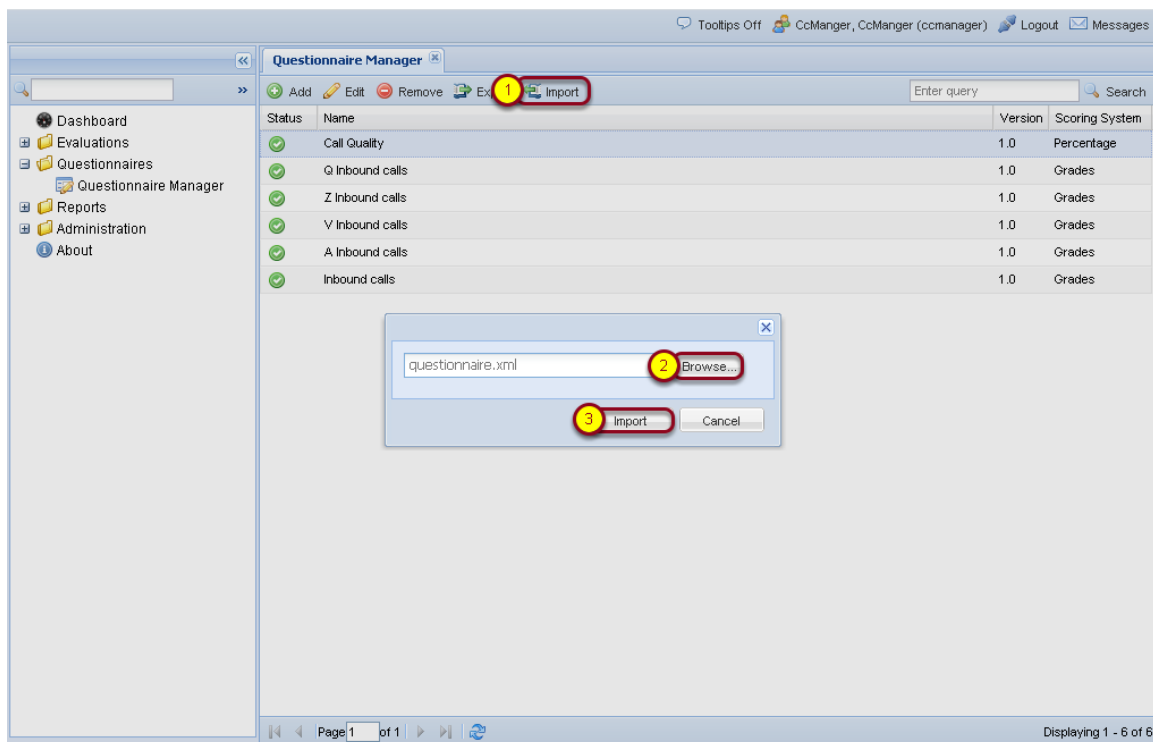 Tooltips Off CcManger, CcManger (ccmanager) Logout Messages
Questionnaire Manager
Add Edit Remove Ex 1 Import Enter query Search
Status Name Version Scoring System
Dashboard
Evaluations
Questionnaires
Questionnaire Manager
Reports
Administration
About
Call Quality 1.0 Percentage
Q Inbound calls 1.0 Grades
Z Inbound calls 1.0 Grades
V Inbound calls 1.0 Grades
A Inbound calls 1.0 Grades
Inbound calls 1.0 Grades
questionnaire.xml 2 Browse...
3 Import Cancel
Page 1 of 1 Displaying 1 - 6 of 6